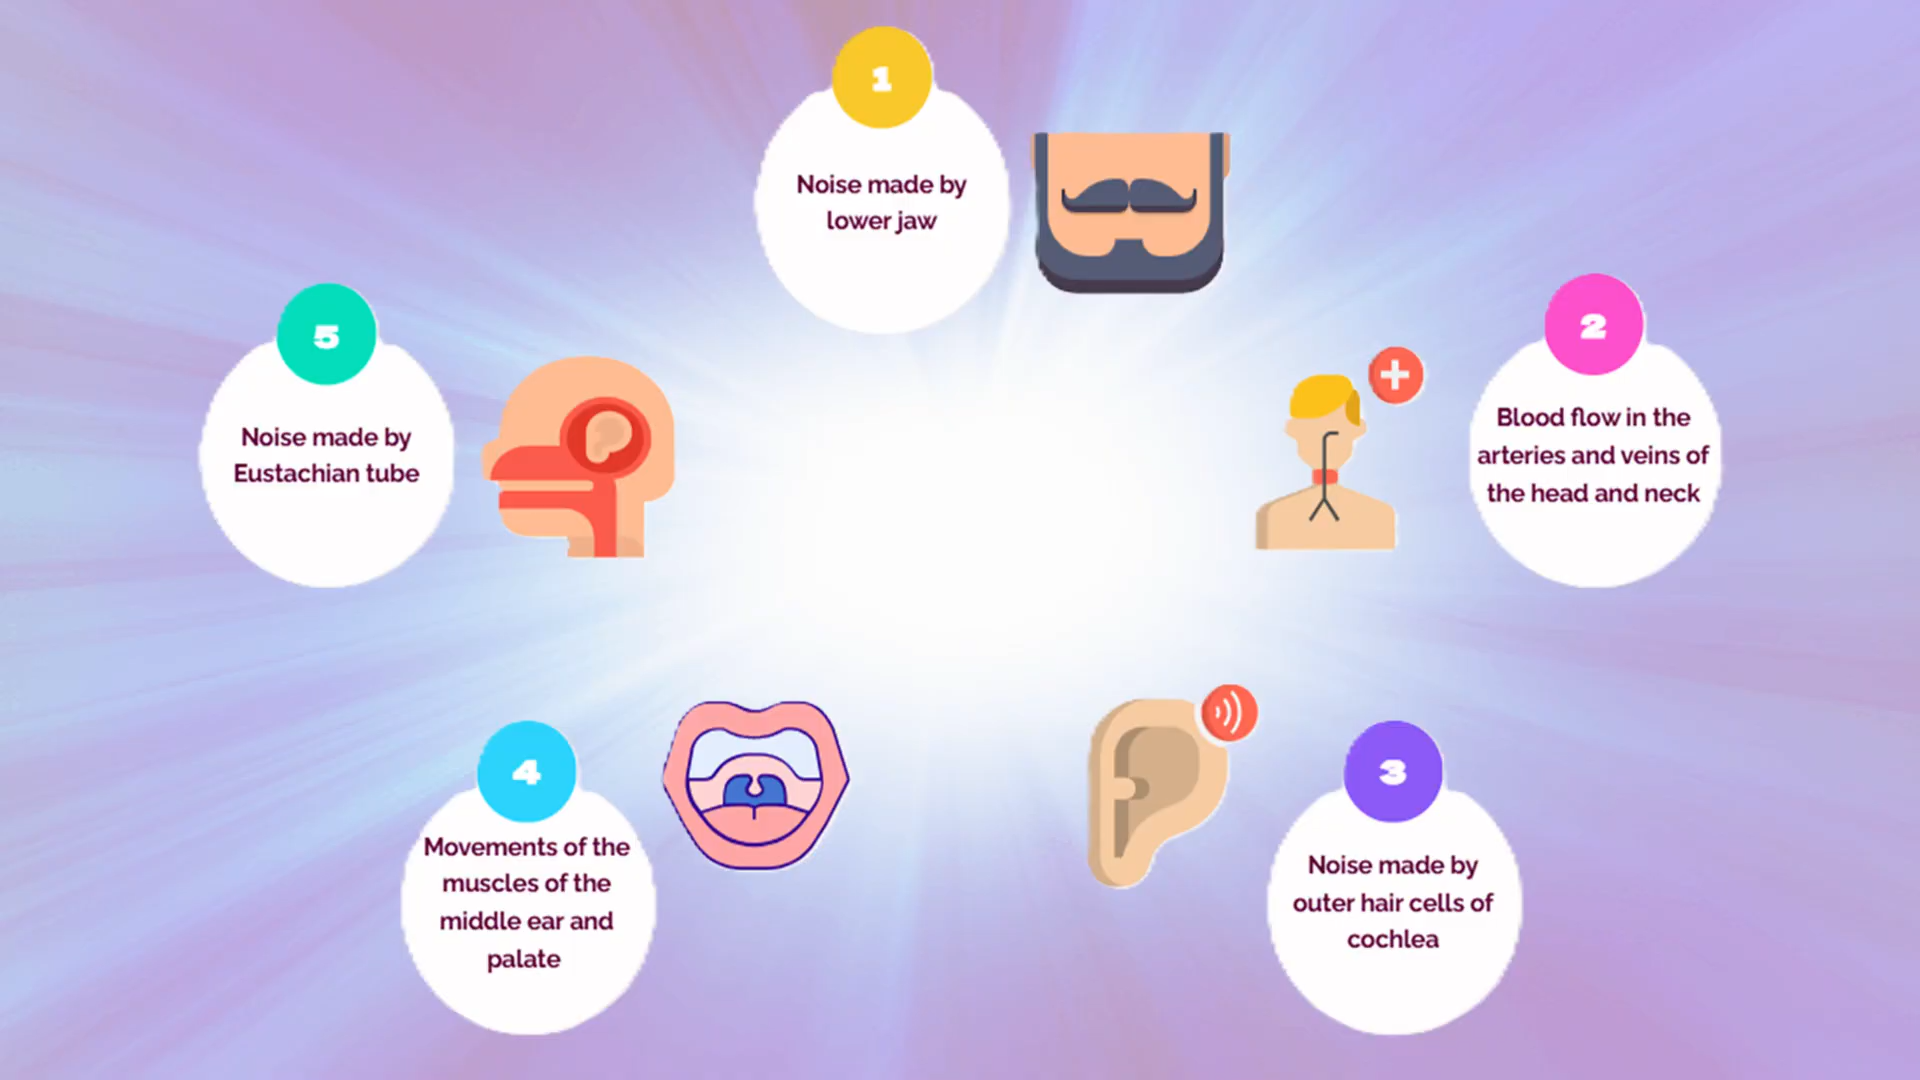 1
Noise made by
lower jaw
2
Blood flow in the
arteries and veins of
the head and neck
3
Noise made by
outer hair cells of
cochlea
4
Movements of the
muscles of the
middle ear and
palate
5
Noise made by
Eustachian tube